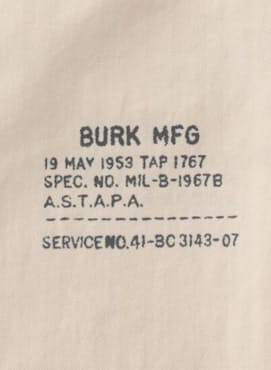 BURK MFG
19 MAY 1953 TAP 1767
SPEC. NO. MIL-B-1967B
A.S.T.A.P.A.
SERVICE NO. 41-BC 3143-07